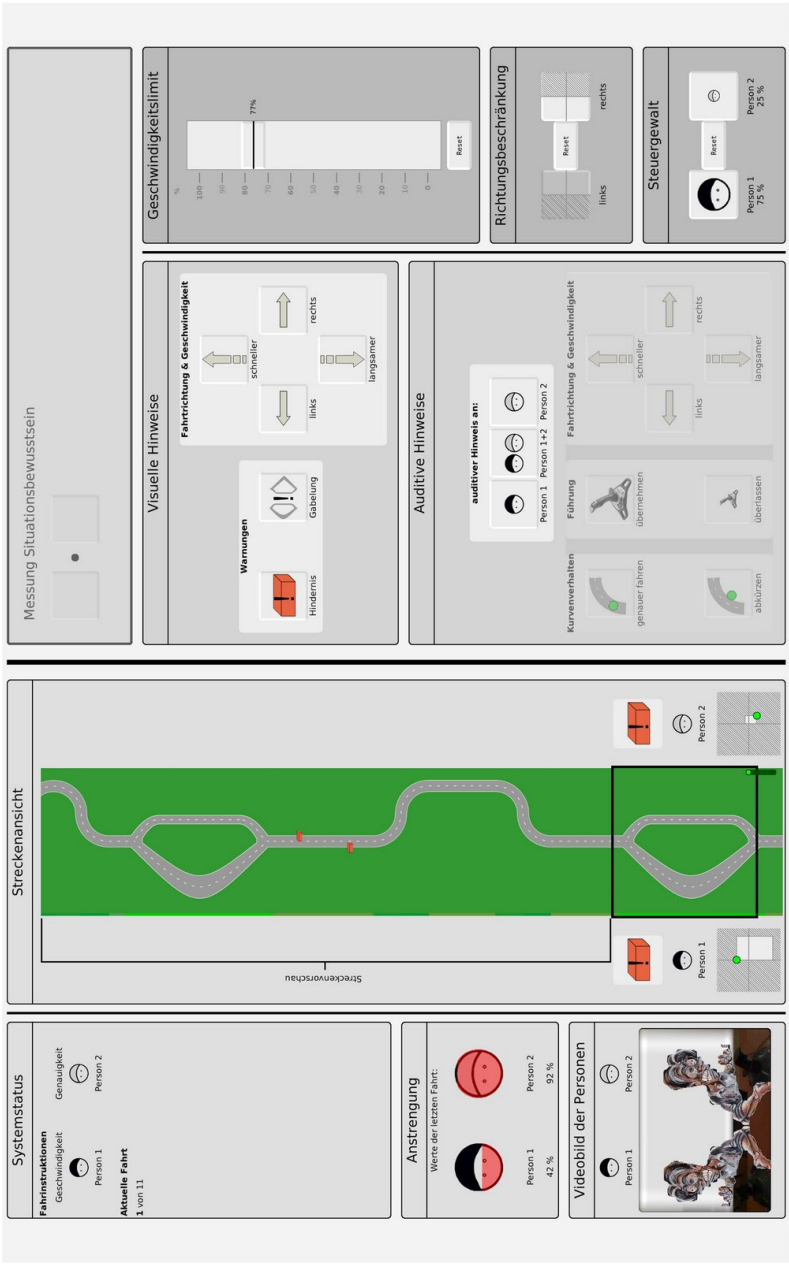 Systemstatus
Fahrinstruktionen
Geschwindigkeit
Genauigkeit
Person 1
Person 2
Aktuelle Fahrt
1 von 11
Anstrengung
Werte der letzten Fahrt:
Person 1
42 %
Person 2
92 %
Videobild der Personen
Person 1
Person 2
Streckenansicht
Streckenvorschau
Person 1
Person 2
Messung Situationsbewusstsein
Visuelle Hinweise
Warnungen
Hindernis
Gabelung
Fahrtrichtung & Geschwindigkeit
schneller
links
rechts
langsamer
Auditive Hinweise
auditiver Hinweis an:
Person 1
Person 1+2
Person 2
Kurvenverhalten
genauer fahren
abkürzen
Führung
übernehmen
überlassen
Fahrtrichtung & Geschwindigkeit
schneller
links
rechts
langsamer
Geschwindigkeitslimit
%
100
90
80
70
60
50
40
30
20
10
0
77%
Reset
Richtungsbeschränkung
links
Reset
rechts
Steuergewalt
Reset
Person 1
75 %
Person 2
25 %